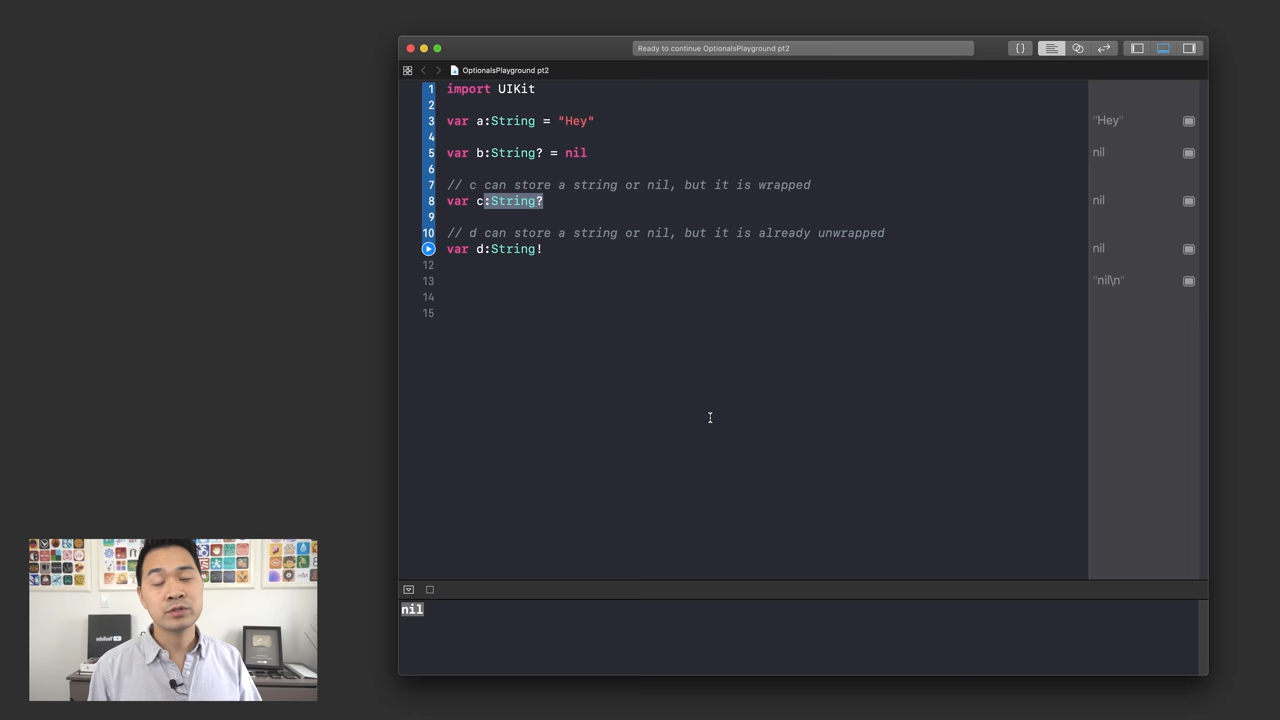 Ready to continue OptionalsPlayground pt2
OptionalsPlayground pt2
1 import UIKit
2
3 var a:String = "Hey"
"Hey"
4
5 var b:String? = nil
nil
6
7 // c can store a string or nil, but it is wrapped
8 var c:String?
nil
9
10 // d can store a string or nil, but it is already unwrapped
var d:String!
nil
12
13
"nil\n"
14
15
nil